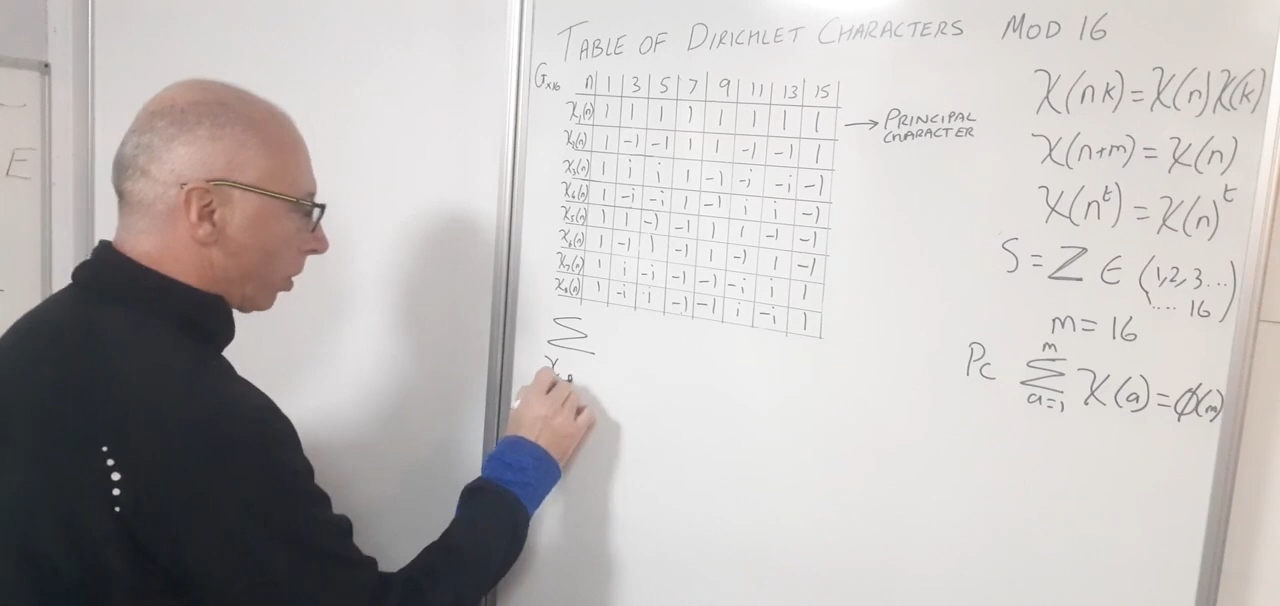 TABLE OF DIRICHLET CHARACTERS MOD 16
G×16 n 1 3 5 7 9 11 13 15
χ₁(n) 1 1 1 1 1 1 1 1 → PRINCIPAL CHARACTER
χ₂(n) 1 -1 -1 1 1 -1 -1 1
χ₃(n) 1 i i 1 -1 -i -i -1
χ₄(n) 1 -i -i 1 -1 i i -1
χ₅(n) 1 1 -1 -1 1 1 -1 -1
χ₆(n) 1 -1 1 -1 1 -1 1 -1
χ₇(n) 1 i -i -1 -1 -i i 1
χ₈(n) 1 -i i -1 -1 i -i 1
Σ
χ
χ(nk)=χ(n)χ(k)
χ(n+m)=χ(n)
χ(n^t)=χ(n)^t
S=Z∈(1,2,3...
.... 16)
m=16
Pc Σ_{a=1}^{m} χ(a)=φ(m)
E